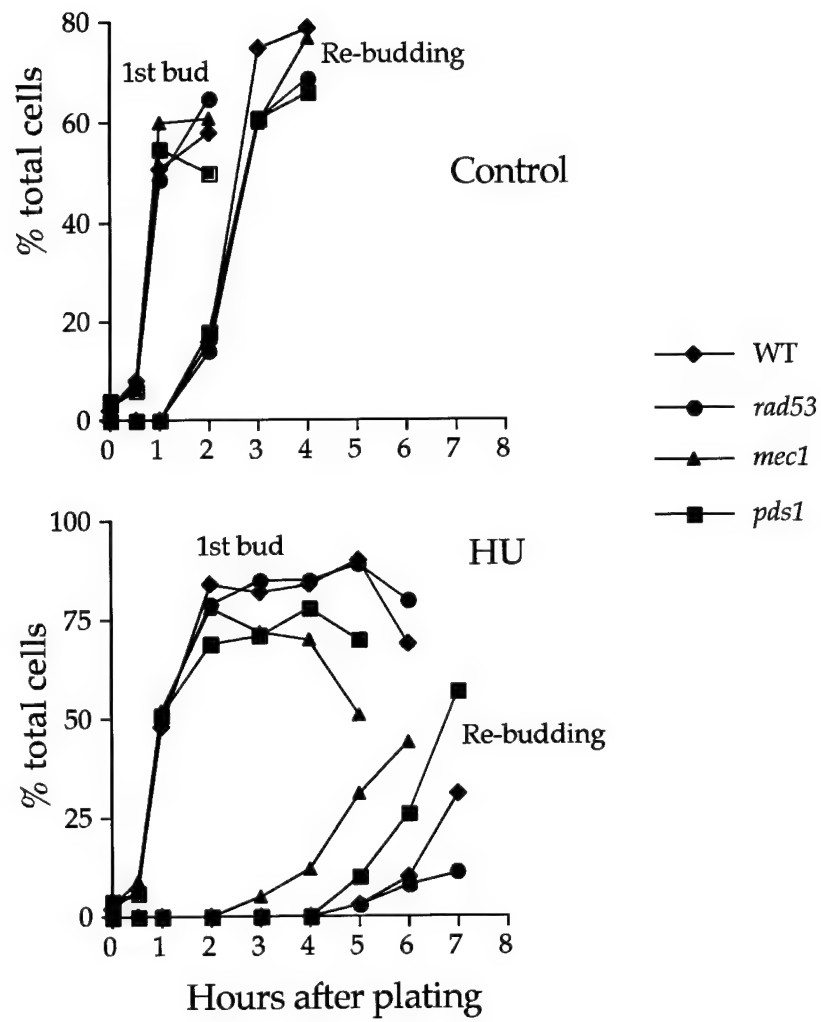 80
60
40
20
0
% total cells
1st bud
Re-budding
Control
0 1 2 3 4 5 6 7 8
WT
rad53
mec1
pds1
100
75
50
25
0
% total cells
1st bud
HU
Re-budding
0 1 2 3 4 5 6 7 8
Hours after plating